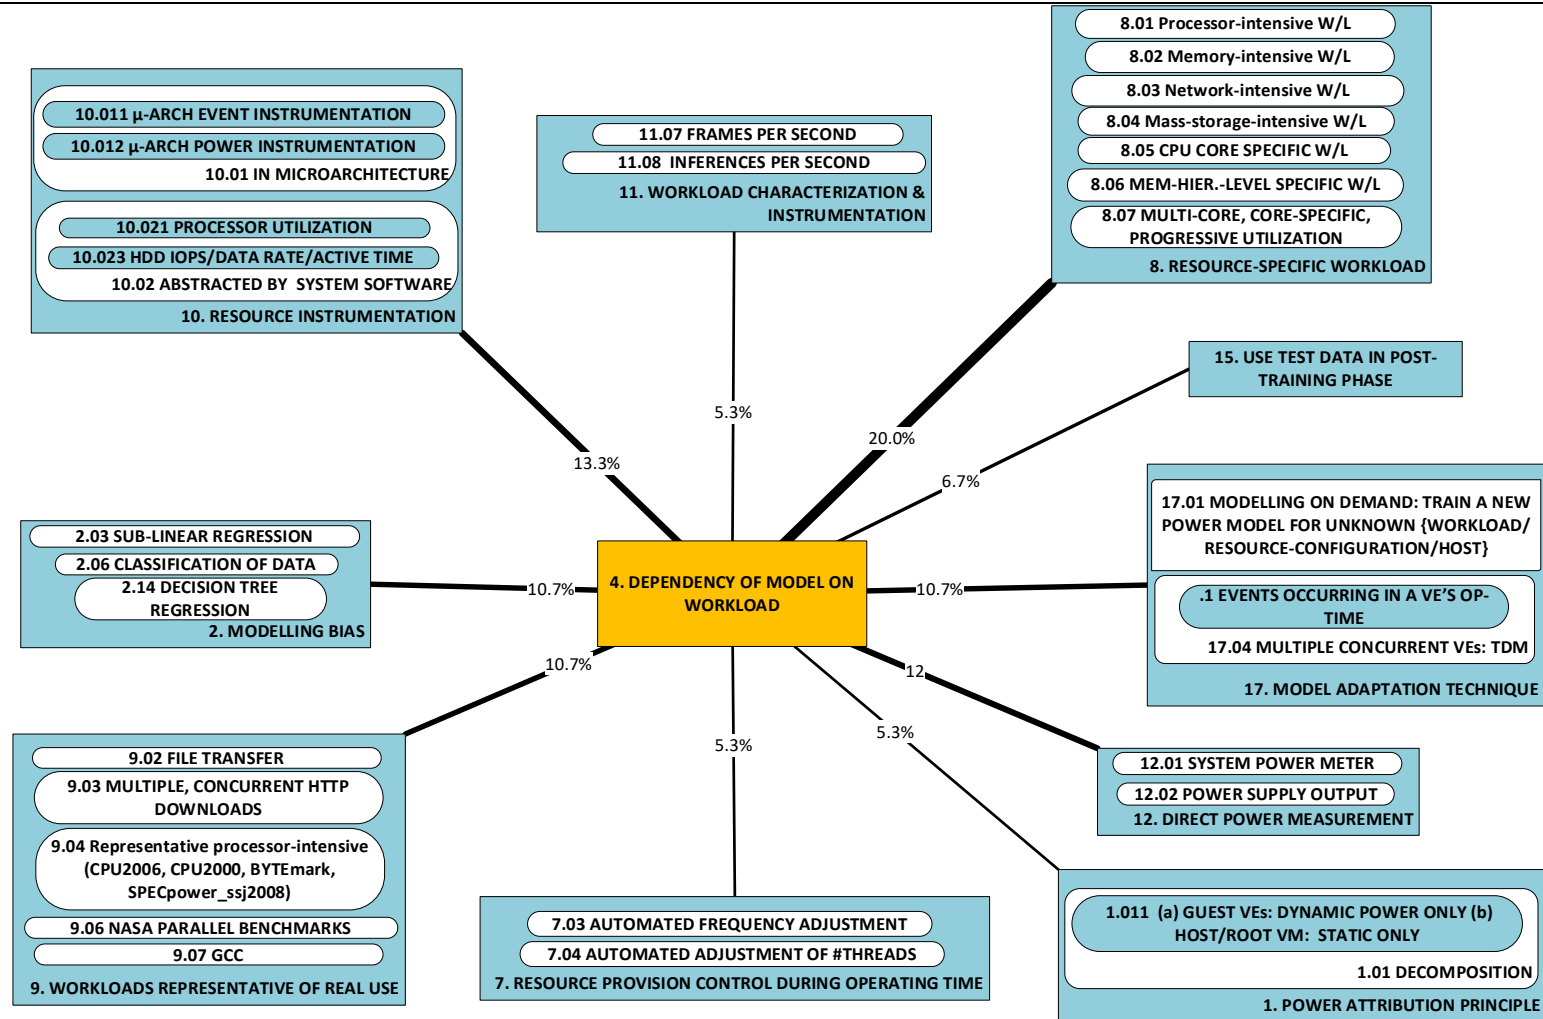 8.01 Processor-intensive W/L
8.02 Memory-intensive W/L
8.03 Network-intensive W/L
8.04 Mass-storage-intensive W/L
8.05 CPU CORE SPECIFIC W/L
8.06 MEM-HIER.-LEVEL SPECIFIC W/L
8.07 MULTI-CORE, CORE-SPECIFIC,
PROGRESSIVE UTILIZATION
8. RESOURCE-SPECIFIC WORKLOAD
10.011 µ-ARCH EVENT INSTRUMENTATION
10.012 µ-ARCH POWER INSTRUMENTATION
10.01 IN MICROARCHITECTURE
10.021 PROCESSOR UTILIZATION
10.023 HDD IOPS/DATA RATE/ACTIVE TIME
10.02 ABSTRACTED BY SYSTEM SOFTWARE
10. RESOURCE INSTRUMENTATION
11.07 FRAMES PER SECOND
11.08 INFERENCES PER SECOND
11. WORKLOAD CHARACTERIZATION &
INSTRUMENTATION
15. USE TEST DATA IN POST-
TRAINING PHASE
5.3%
20.0%
13.3%
6.7%
17.01 MODELLING ON DEMAND: TRAIN A NEW
POWER MODEL FOR UNKNOWN {WORKLOAD/
RESOURCE-CONFIGURATION/HOST}
.1 EVENTS OCCURRING IN A VE'S OP-
TIME
17.04 MULTIPLE CONCURRENT VEs: TDM
17. MODEL ADAPTATION TECHNIQUE
2.03 SUB-LINEAR REGRESSION
2.06 CLASSIFICATION OF DATA
2.14 DECISION TREE
REGRESSION
2. MODELLING BIAS
10.7%
4. DEPENDENCY OF MODEL ON
WORKLOAD
10.7%
10.7%
12
5.3%
5.3%
9.02 FILE TRANSFER
9.03 MULTIPLE, CONCURRENT HTTP
DOWNLOADS
9.04 Representative processor-intensive
(CPU2006, CPU2000, BYTEmark,
SPECpower_ssj2008)
9.06 NASA PARALLEL BENCHMARKS
9.07 GCC
9. WORKLOADS REPRESENTATIVE OF REAL USE
12.01 SYSTEM POWER METER
12.02 POWER SUPPLY OUTPUT
12. DIRECT POWER MEASUREMENT
7.03 AUTOMATED FREQUENCY ADJUSTMENT
7.04 AUTOMATED ADJUSTMENT OF #THREADS
7. RESOURCE PROVISION CONTROL DURING OPERATING TIME
1.011 (a) GUEST VEs: DYNAMIC POWER ONLY (b)
HOST/ROOT VM: STATIC ONLY
1.01 DECOMPOSITION
1. POWER ATTRIBUTION PRINCIPLE